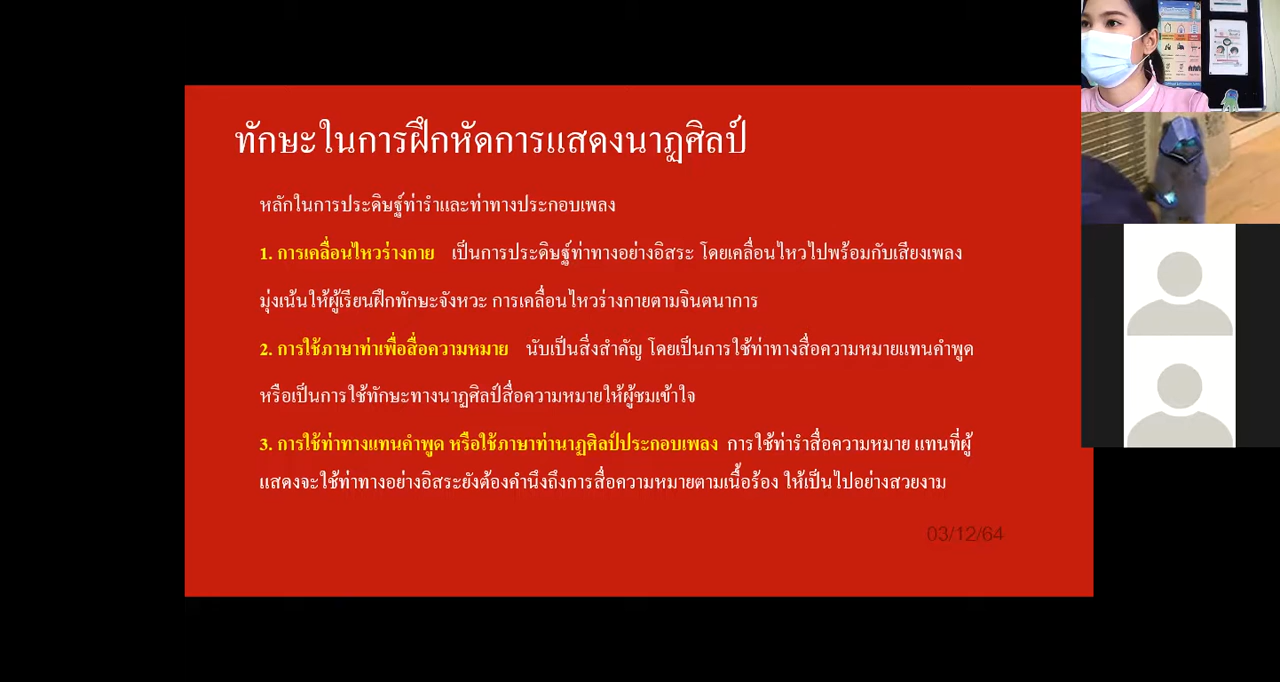 ทักษะในการฝึกหัดการแสดงนาฏศิลป์
หลักในการประดิษฐ์ท่ารำและท่าทางประกอบเพลง
1. การเคลื่อนไหวร่างกาย เป็นการประดิษฐ์ท่าทางอย่างอิสระ โดยเคลื่อนไหวไปพร้อมกับเสียงเพลง
มุ่งเน้นให้ผู้เรียนฝึกทักษะจังหวะ การเคลื่อนไหวร่างกายตามจินตนาการ
2. การใช้ภาษาท่าเพื่อสื่อความหมาย นับเป็นสิ่งสำคัญ โดยเป็นการใช้ท่าทางสื่อความหมายแทนคำพูด
หรือเป็นการใช้ทักษะทางนาฏศิลป์สื่อความหมายให้ผู้ชมเข้าใจ
3. การใช้ท่าทางแทนคำพูด หรือใช้ภาษาท่านาฏศิลป์ประกอบเพลง การใช้ท่ารำสื่อความหมาย แทนที่ผู้
แสดงจะใช้ท่าทางอย่างอิสระยังต้องคำนึงถึงการสื่อความหมายตามเนื้อร้อง ให้เป็นไปอย่างสวยงาม
03/12/64